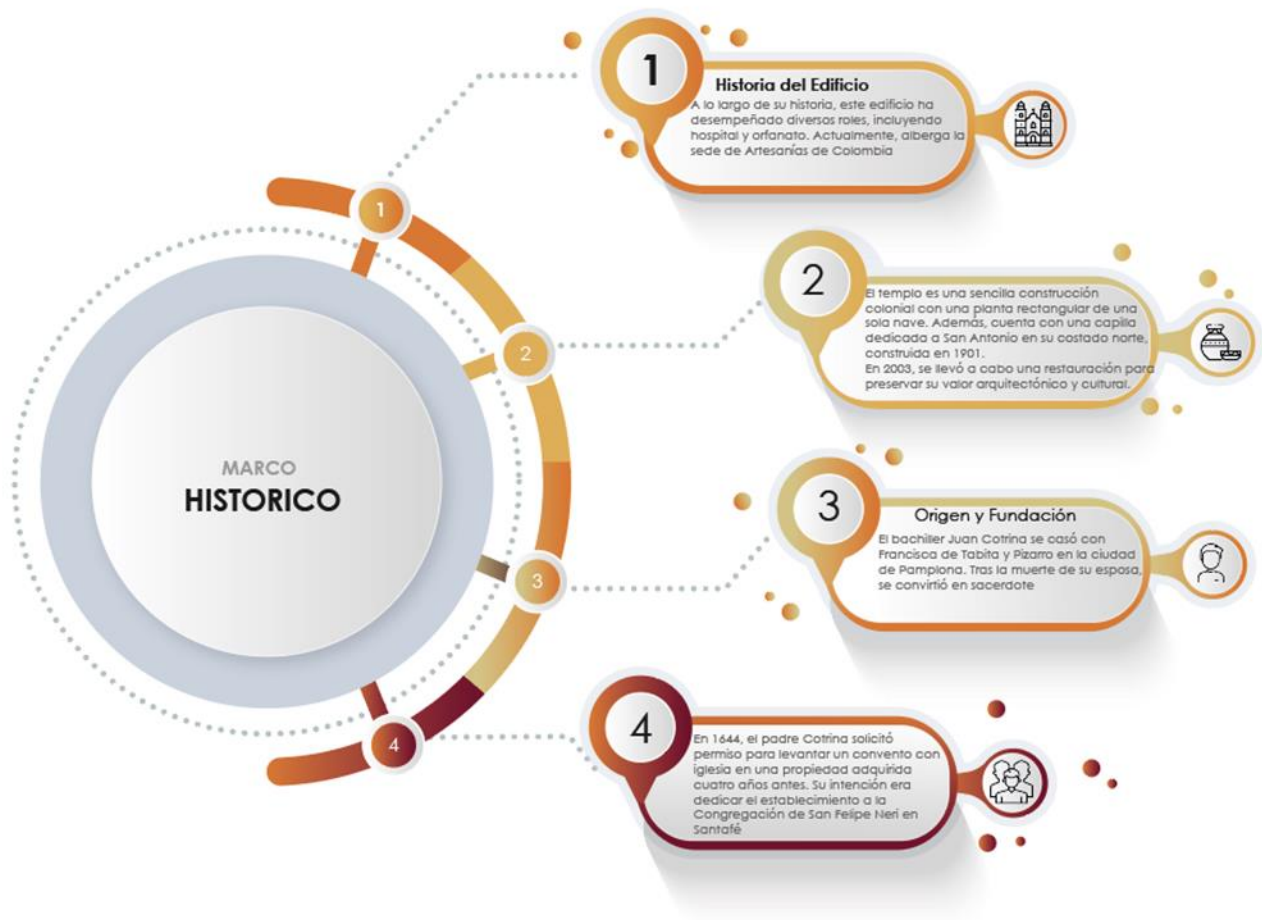 MARCO
HISTORICO
1
2
3
4
1
Historia del Edificio
A lo largo de su historia, este edificio ha
desempeñado diversos roles, incluyendo
hospital y orfanato. Actualmente, alberga la
sede de Artesanías de Colombia
2
El templo es una sencilla construcción
colonial con una planta rectangular de una
sola nave. Además, cuenta con una capilla
dedicada a San Antonio en su costado norte,
construida en 1901.
En 2003, se llevó a cabo una restauración para
preservar su valor arquitectónico y cultural.
3
Origen y Fundación
El bachiller Juan Cotrina se casó con
Francisca de Tabita y Pizarro en la ciudad
de Pamplona. Tras la muerte de su esposa,
se convirtió en sacerdote
4
En 1644, el padre Cotrina solicitó
permiso para levantar un convento con
iglesia en una propiedad adquirida
cuatro años antes. Su intención era
dedicar el establecimiento a la
Congregación de San Felipe Neri en
Santafé